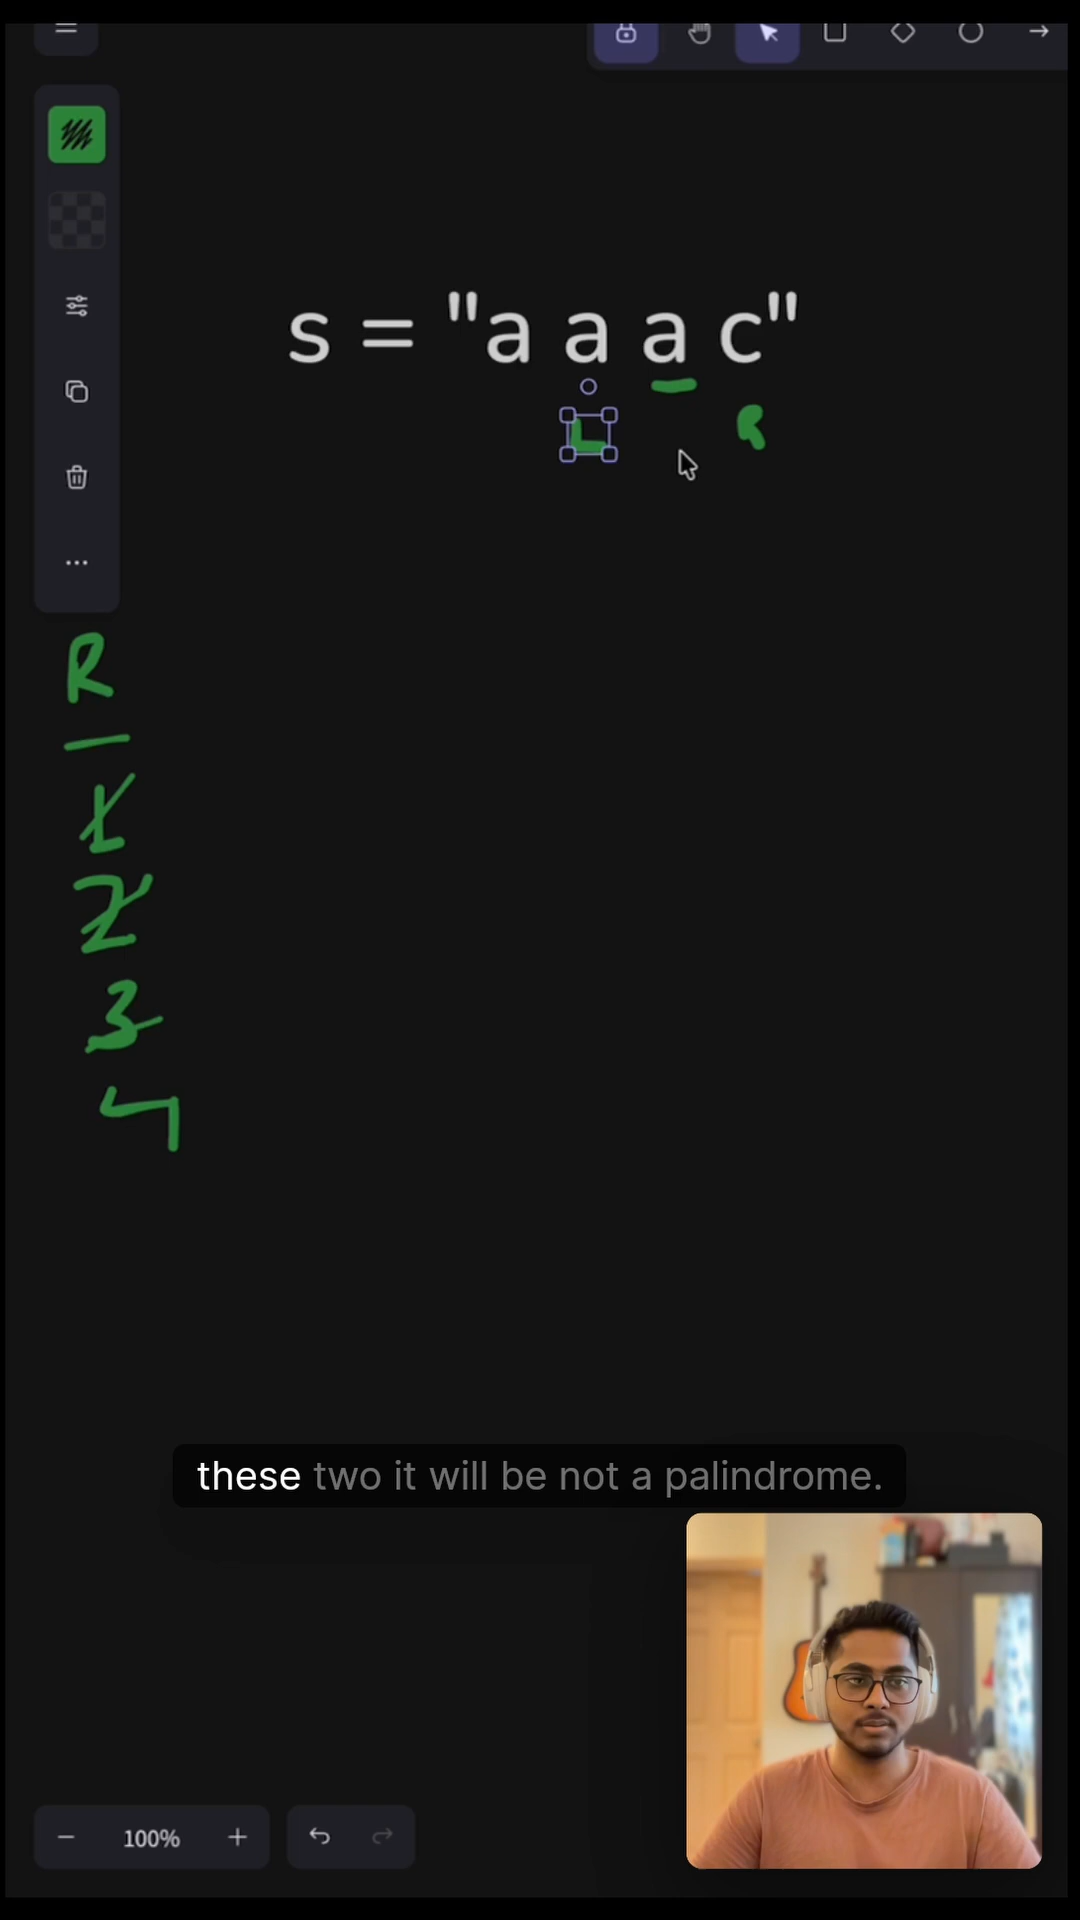 s = "a a a c"
L R
R
1
2
3
4
these two it will be not a palindrome.
100%